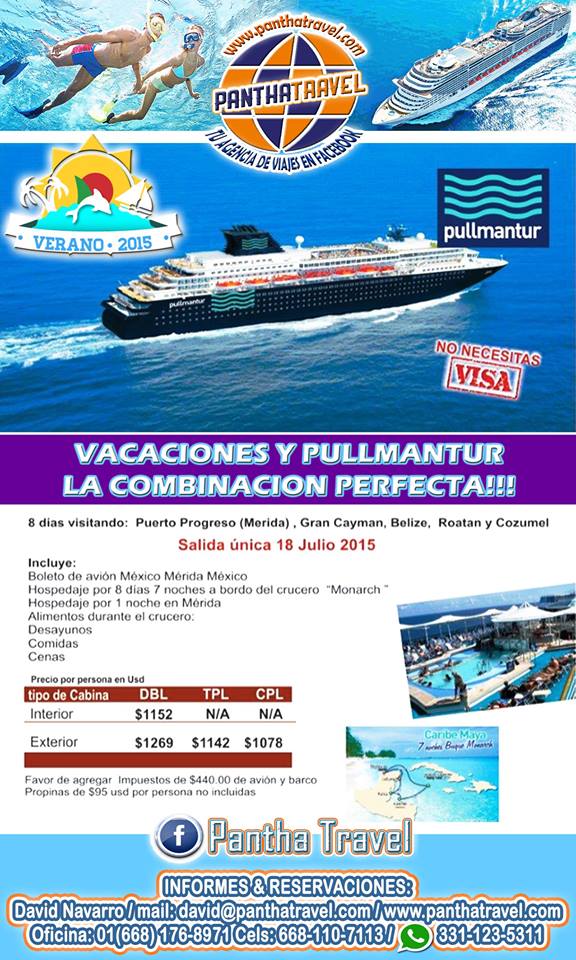 www.panthatravel.com
PANTHATRAVEL
TU AGENCIA DE VIAJES EN FACEBOOK
VERANO · 2015
pullmantur
pullmantur
NO NECESITAS
VISA
VACACIONES Y PULLMANTUR
LA COMBINACION PERFECTA!!!
8 días visitando: Puerto Progreso (Merida) , Gran Cayman, Belize, Roatan y Cozumel
Salida única 18 Julio 2015
Incluye:
Boleto de avión México Mérida México
Hospedaje por 8 días 7 noches a bordo del crucero "Monarch "
Hospedaje por 1 noche en Mérida
Alimentos durante el crucero:
Desayunos
Comidas
Cenas
Precio por persona en Usd
tipo de Cabina DBL TPL CPL
Interior $1152 N/A N/A
Exterior $1269 $1142 $1078
Caribe Maya
7 noches Buque Monarch
Favor de agregar Impuestos de $440.00 de avión y barco
Propinas de $95 usd por persona no incluidas
f Pantha Travel
INFORMES & RESERVACIONES:
David Navarro / mail: david@panthatravel.com / www.panthatravel.com
Oficina: 01(668) 176-8971 Cels: 668-110-7113 / 331-123-5311